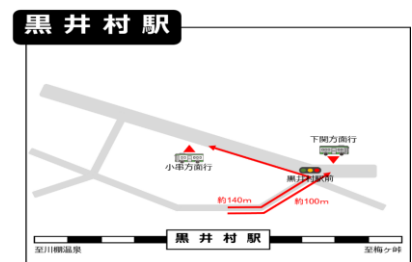 黒井村駅
下関方面行
小串方面行
黒井村駅前
約140m
約100m
黒井村駅
至川棚温泉
至梅ヶ峠